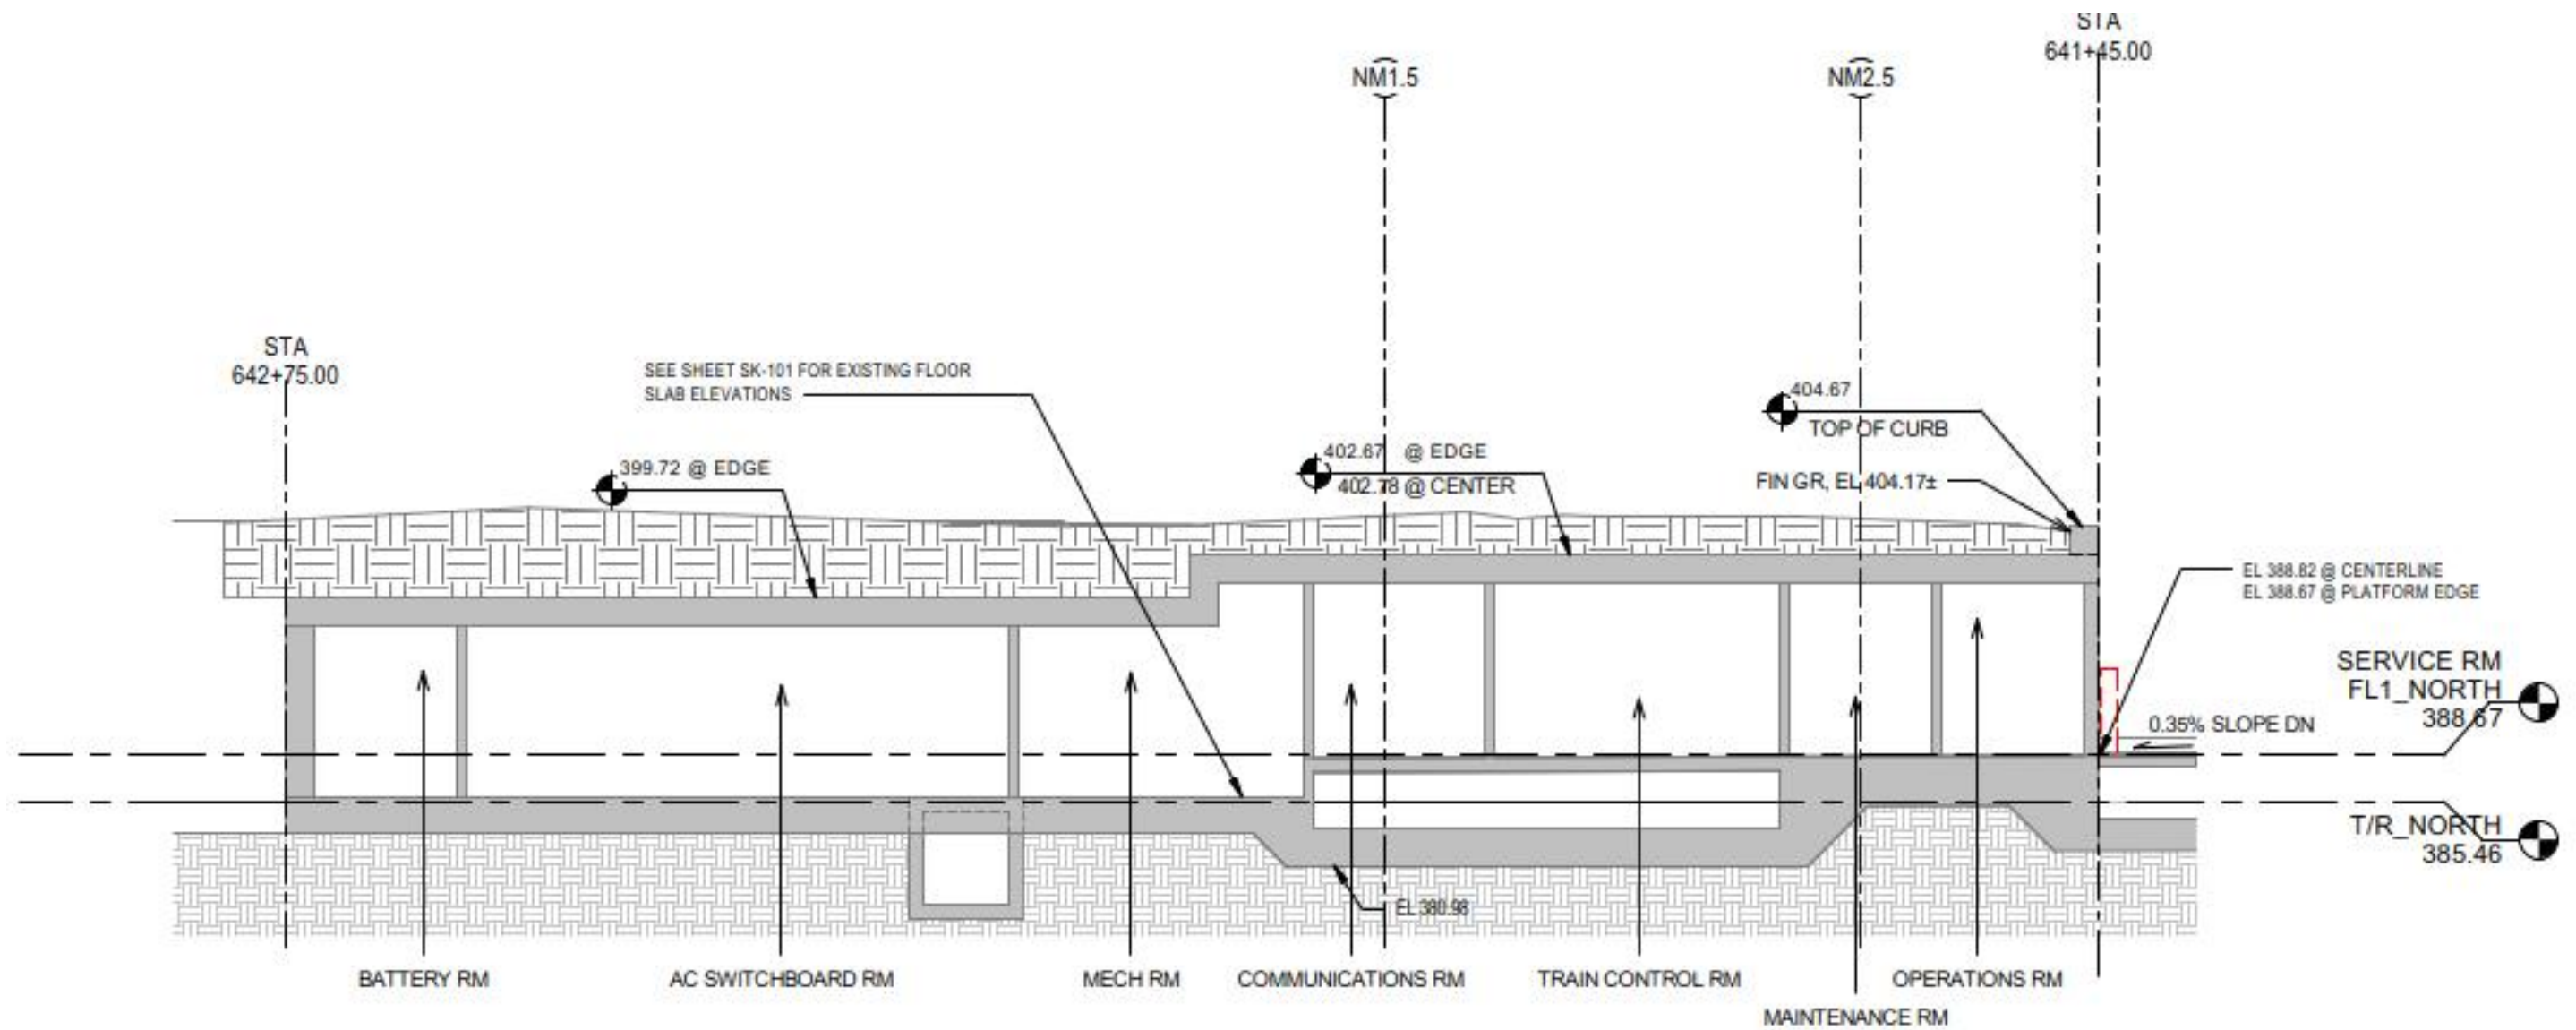 STA
641+45.00
NM1.5
NM2.5
STA
642+75.00
SEE SHEET SK-101 FOR EXISTING FLOOR
SLAB ELEVATIONS
404.67
TOP OF CURB
399.72 @ EDGE
402.67 @ EDGE
402.78 @ CENTER
FIN GR, EL 404.17±
EL 388.82 @ CENTERLINE
EL 388.67 @ PLATFORM EDGE
SERVICE RM
FL1_NORTH
388.67
0.35% SLOPE DN
T/R_NORTH
385.46
EL 380.98
BATTERY RM
AC SWITCHBOARD RM
MECH RM
COMMUNICATIONS RM
TRAIN CONTROL RM
OPERATIONS RM
MAINTENANCE RM